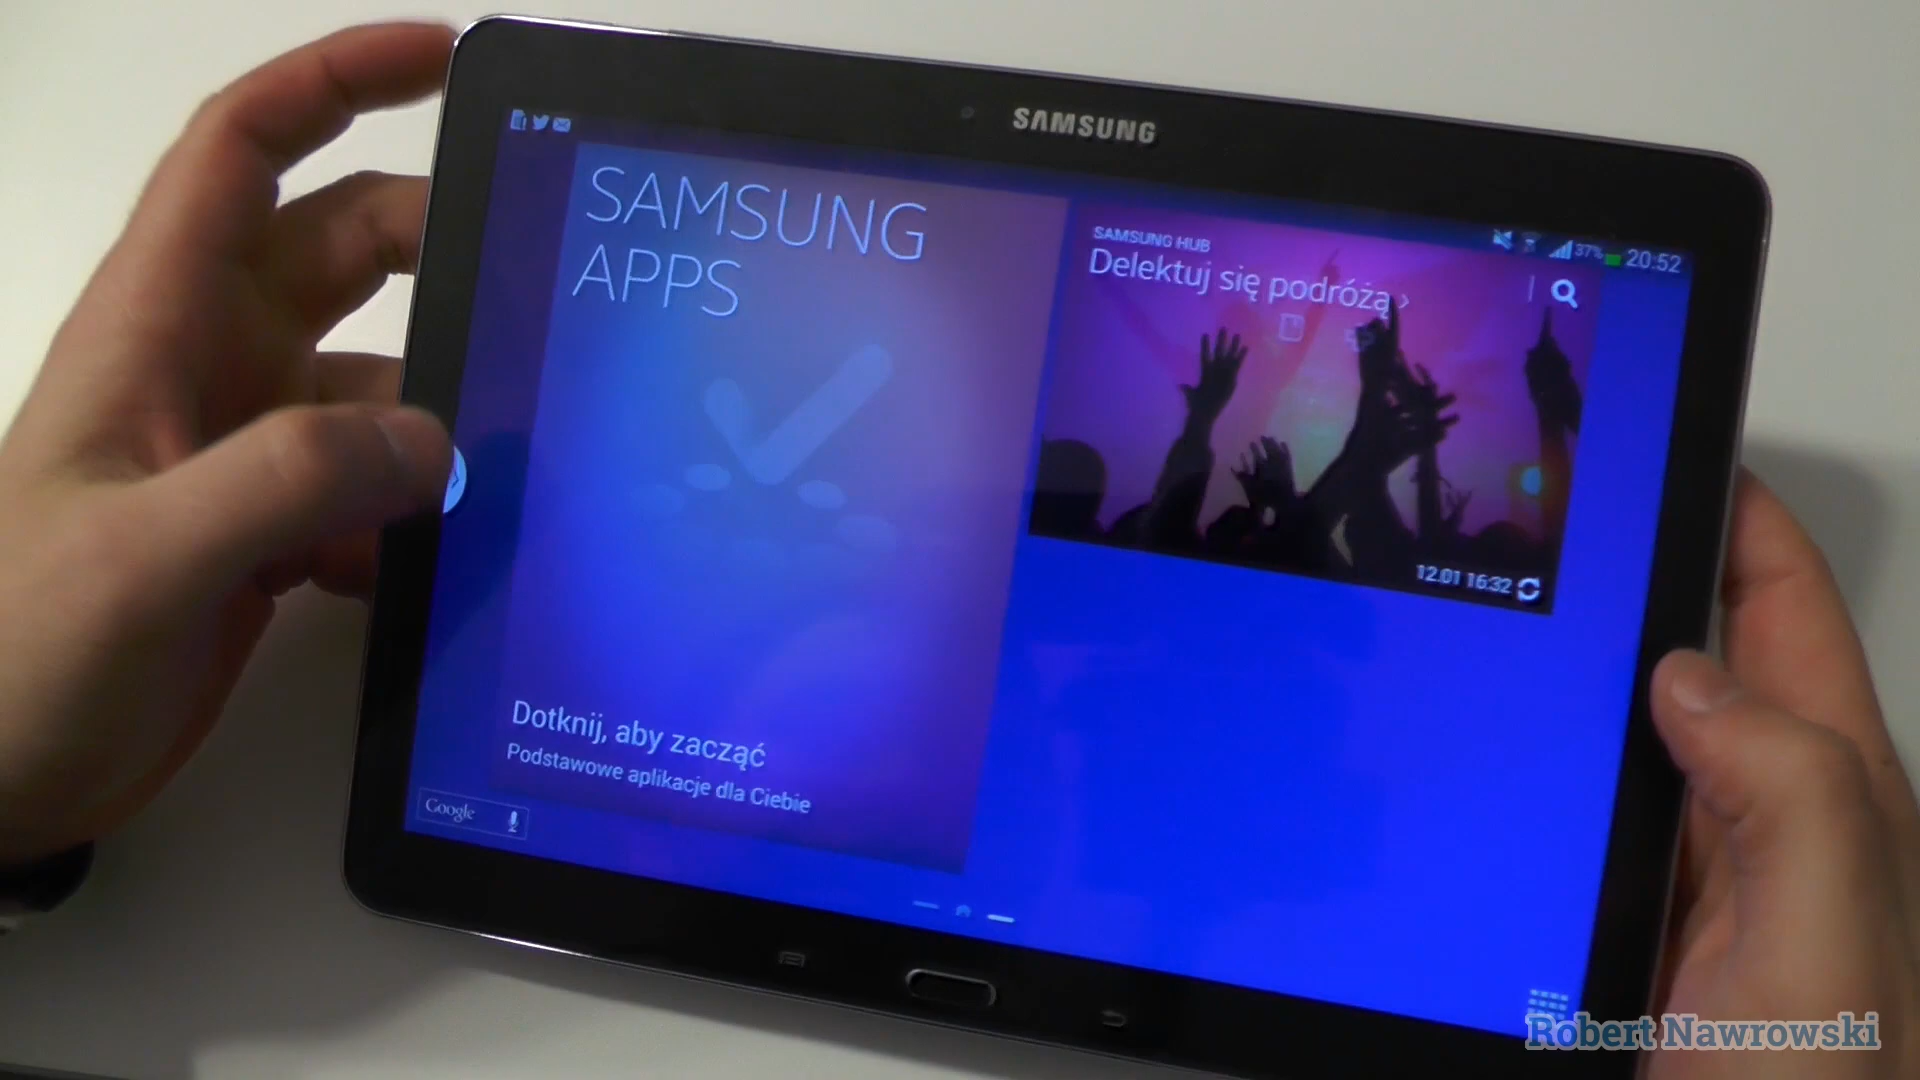 SAMSUNG
SAMSUNG
APPS
SAMSUNG HUB
Delektuj się podróżą ›
37% 20:52
12.01 16:32
Dotknij, aby zacząć
Podstawowe aplikacje dla Ciebie
Google
Robert Nawrowski